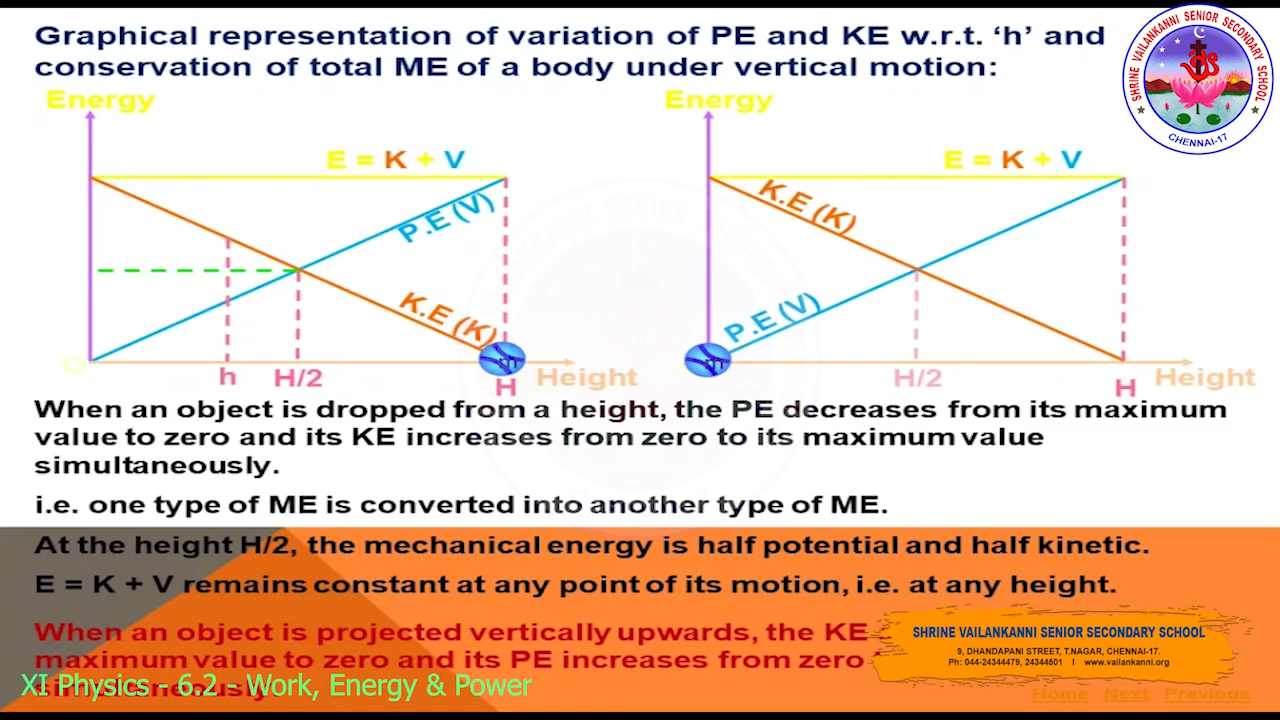 Graphical representation of variation of PE and KE w.r.t. ‘h’ and
conservation of total ME of a body under vertical motion:
SHRINE VAILANKANNI SENIOR SECONDARY SCHOOL
CHENNAI-17
Energy
E = K + V
P.E (V)
K.E (K)
O
h
H/2
H
Height
Energy
E = K + V
K.E (K)
P.E (V)
H/2
H
Height
When an object is dropped from a height, the PE decreases from its maximum
value to zero and its KE increases from zero to its maximum value
simultaneously.
i.e. one type of ME is converted into another type of ME.
At the height H/2, the mechanical energy is half potential and half kinetic.
E = K + V remains constant at any point of its motion, i.e. at any height.
When an object is projected vertically upwards, the KE
maximum value to zero and its PE increases from zero
simultaneously
XI Physics - 6.2 - Work, Energy & Power
SHRINE VAILANKANNI SENIOR SECONDARY SCHOOL
9, DHANDAPANI STREET, T.NAGAR, CHENNAI-17.
Ph: 044-24344479, 24344501 I www.vailankanni.org
Home Next Previous